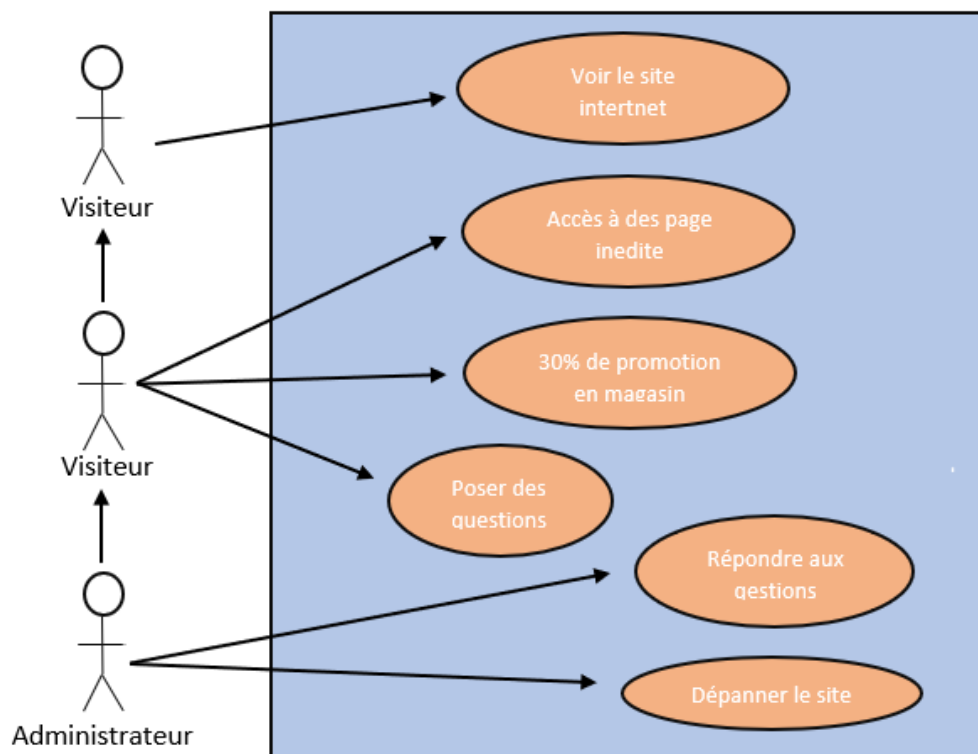 Voir le site
intertnet
Visiteur
Accès à des page
inedite
30% de promotion
en magasin
Visiteur
Poser des
questions
Répondre aux
gestions
Dépanner le site
Administrateur